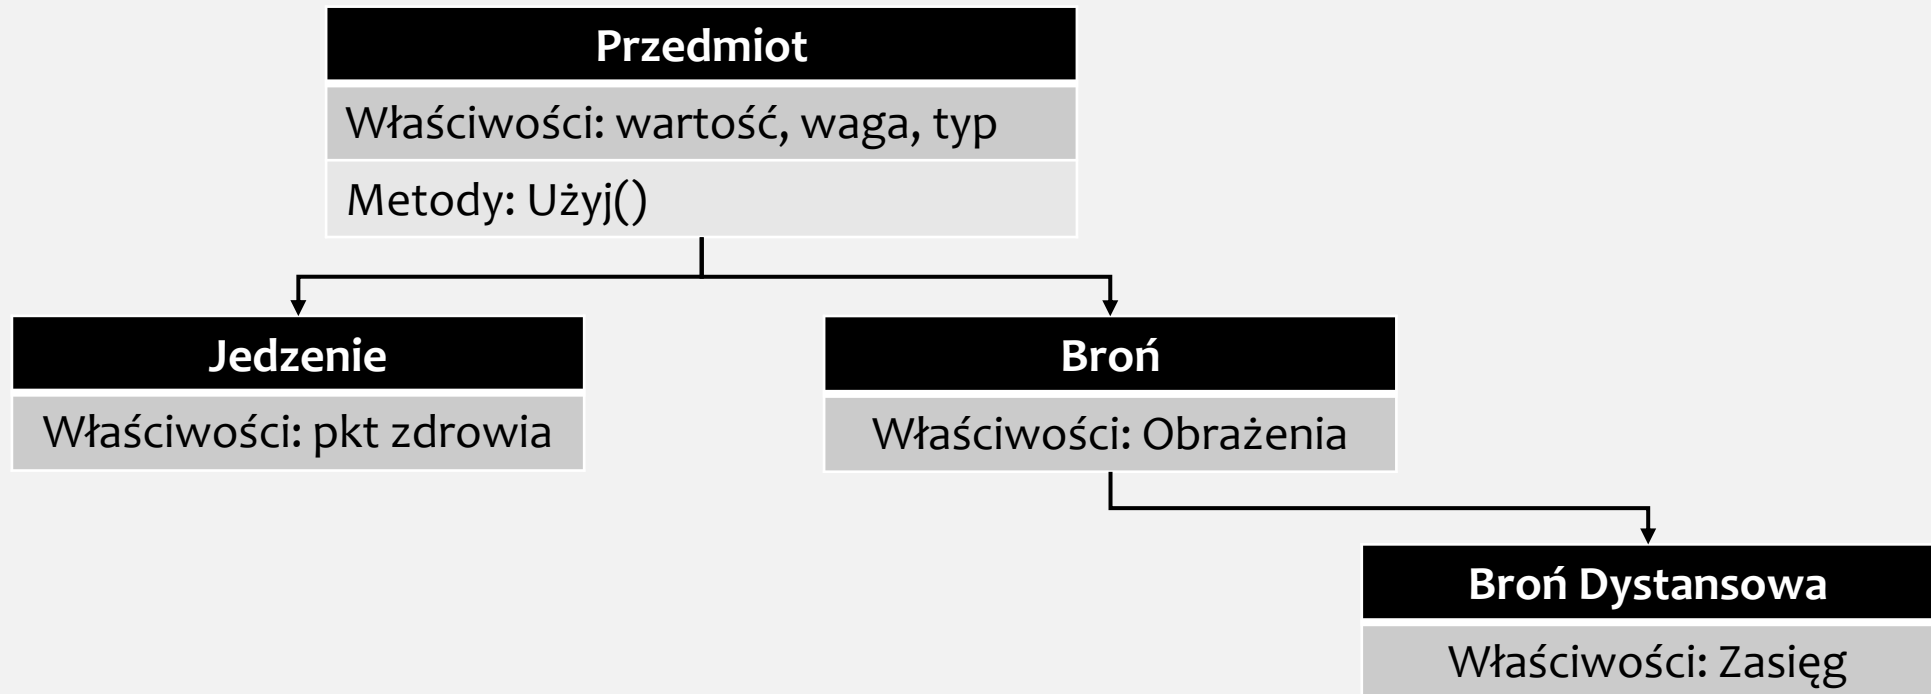 Przedmiot
Właściwości: wartość, waga, typ
Metody: Użyj()
Jedzenie
Właściwości: pkt zdrowia
Broń
Właściwości: Obrażenia
Broń Dystansowa
Właściwości: Zasięg